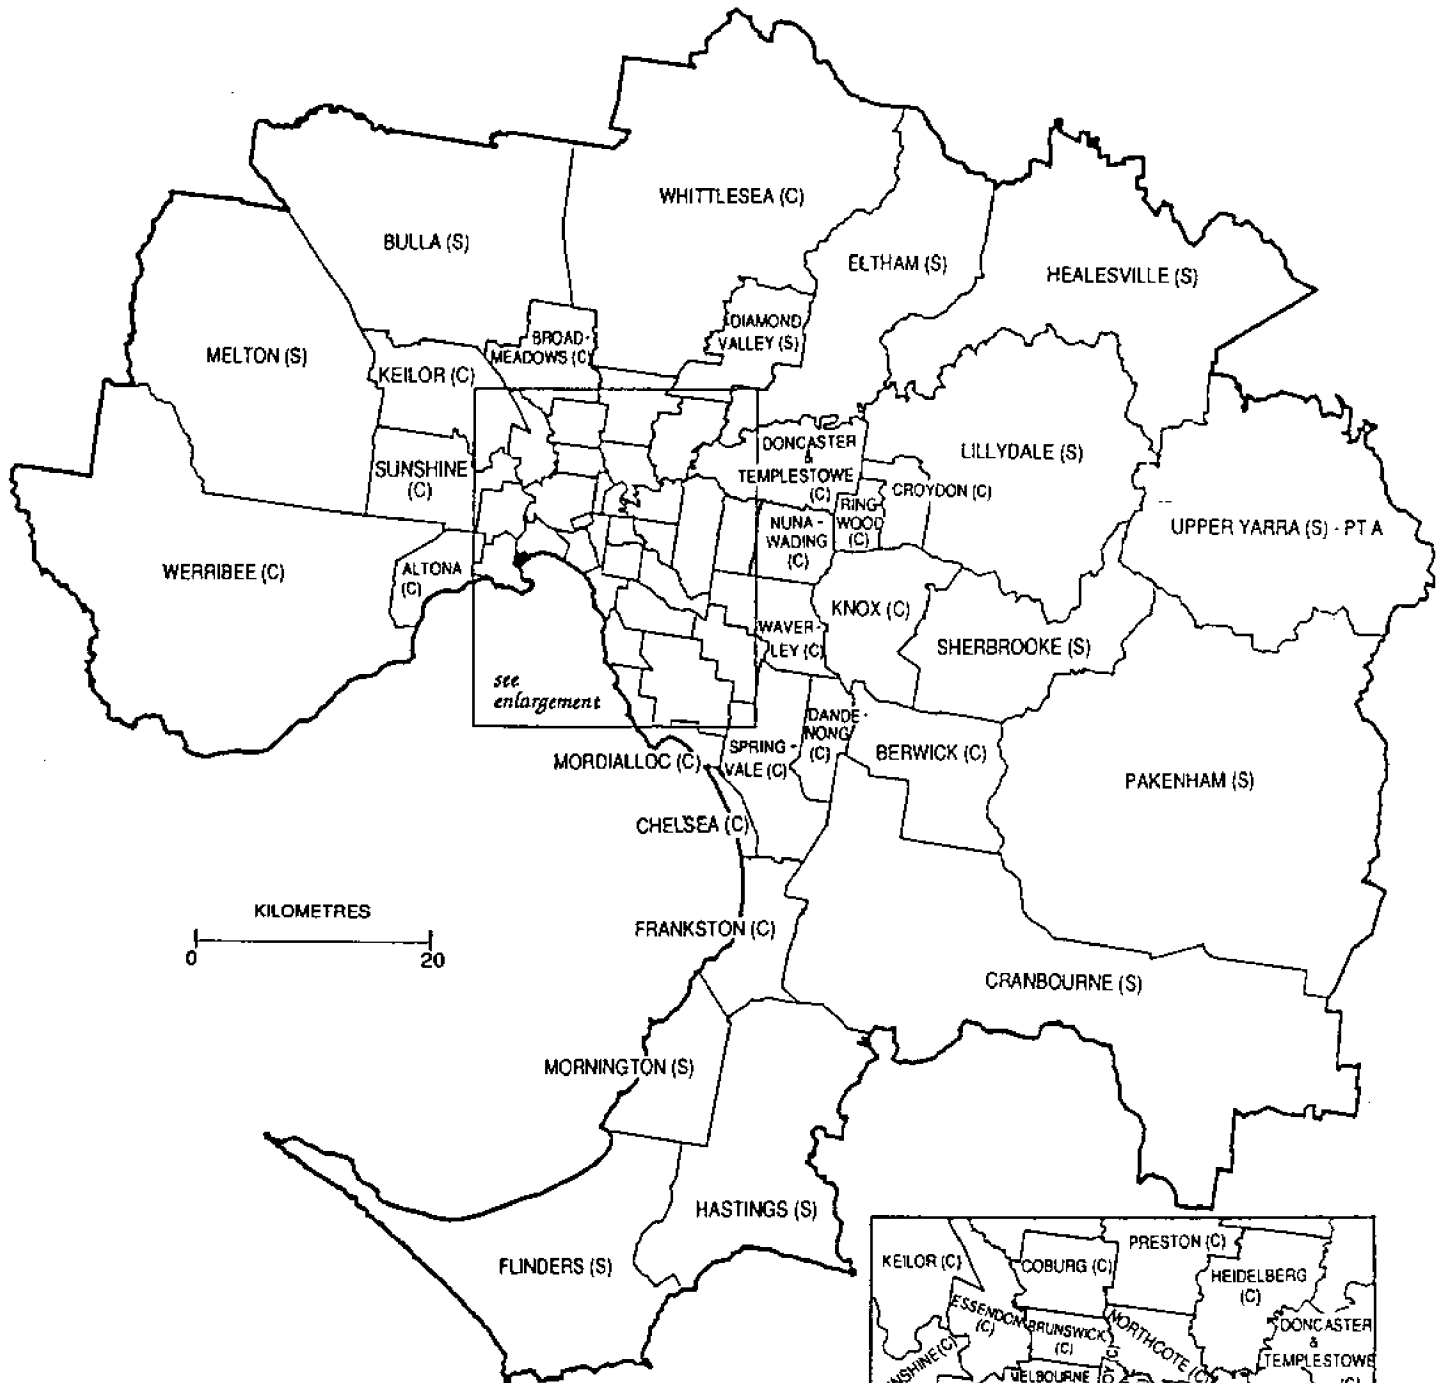 WHITTLESEA (C)
BULLA (S)
ELTHAM (S)
HEALESVILLE (S)
DIAMOND
VALLEY (S)
BROAD-
MEADOWS (C)
MELTON (S)
KEILOR (C)
SUNSHINE
(C)
DONCASTER
&
TEMPLESTOWE
(C)
LILLYDALE (S)
CROYDON (C)
RING-
WOOD
(C)
NUNA-
WADING
(C)
UPPER YARRA (S) - PT A
WERRIBEE (C)
ALTONA
(C)
KNOX (C)
WAVER-
LEY (C)
SHERBROOKE (S)
see
enlargement
DANDE-
NONG
(C)
MORDIALLOC (C)
SPRING-
VALE (C)
BERWICK (C)
PAKENHAM (S)
CHELSEA (C)
KILOMETRES
0 20
FRANKSTON (C)
CRANBOURNE (S)
MORNINGTON (S)
HASTINGS (S)
FLINDERS (S)
KEILOR (C)
COBURG (C)
PRESTON (C)
HEIDELBERG
(C)
ESSENDON
(C)
BRUNSWICK
(C)
NORTHCOTE (C)
DONCASTER
&
TEMPLESTOWE
NSHINE (C)
MELBOURNE